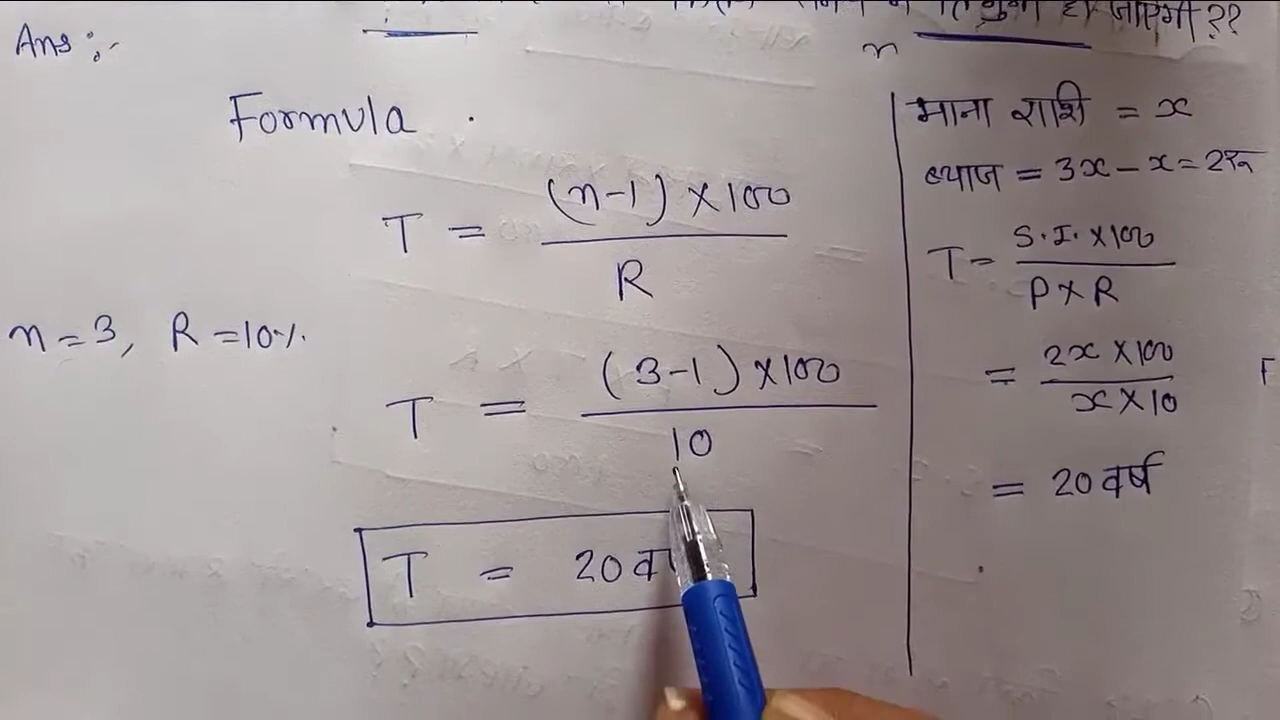 जाएगी??
Ans :-
n
Formula .
T = (n-1) × 100 / R
n = 3, R = 10%.
T = (3-1) × 100 / 10
T = 20
माना राशि = x
ब्याज = 3x - x = 2x
T = S.I. × 100 / P × R
= 2x × 100 / x × 10
= 20 वर्ष